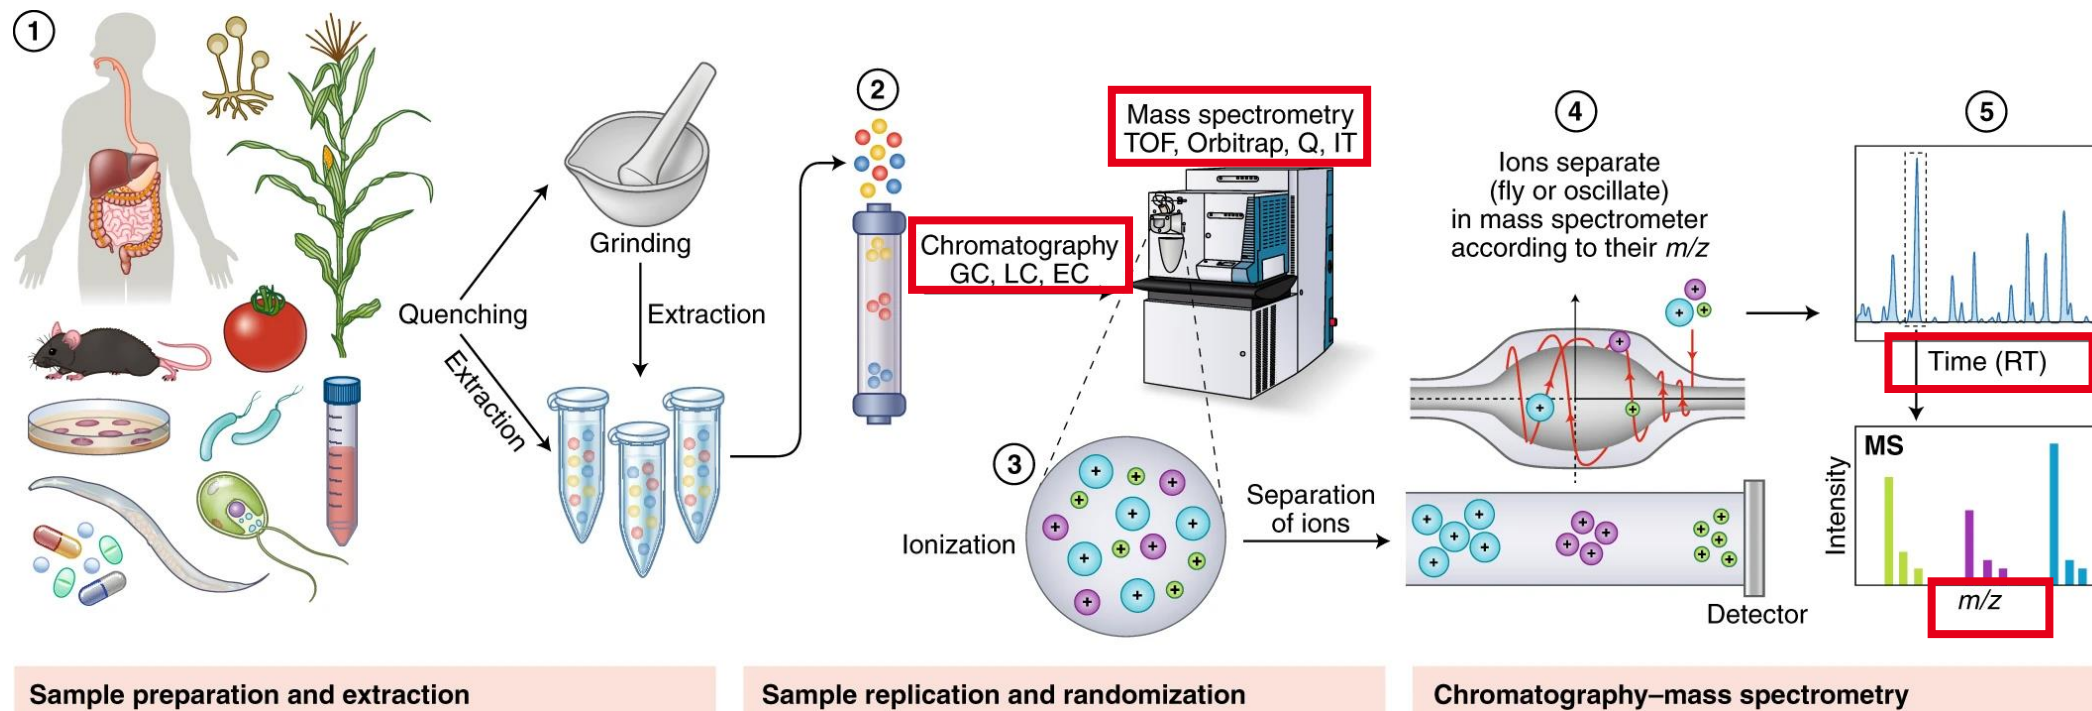 1
Quenching
Grinding
Extraction
Extraction
2
Chromatography
GC, LC, EC
Mass spectrometry
TOF, Orbitrap, Q, IT
3
Ionization
Separation
of ions
4
Ions separate
(fly or oscillate)
in mass spectrometer
according to their m/z
Detector
5
Time (RT)
MS
Intensity
m/z
Sample preparation and extraction
Sample replication and randomization
Chromatography–mass spectrometry